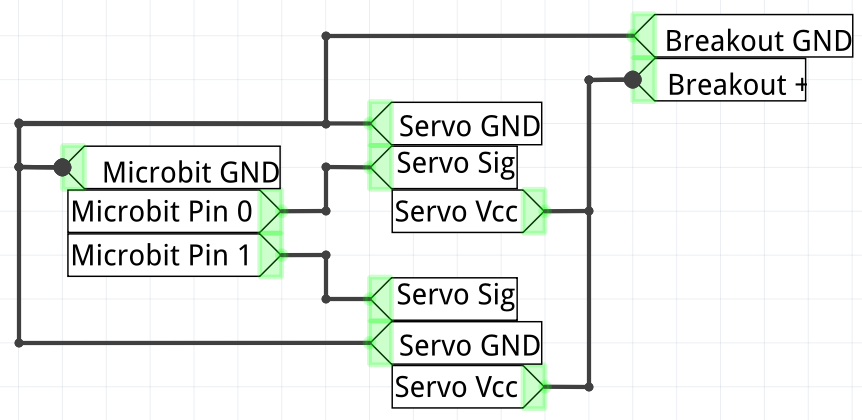 Breakout GND
Breakout +
Servo GND
Servo Sig
Microbit GND
Microbit Pin 0
Servo Vcc
Microbit Pin 1
Servo Sig
Servo GND
Servo Vcc